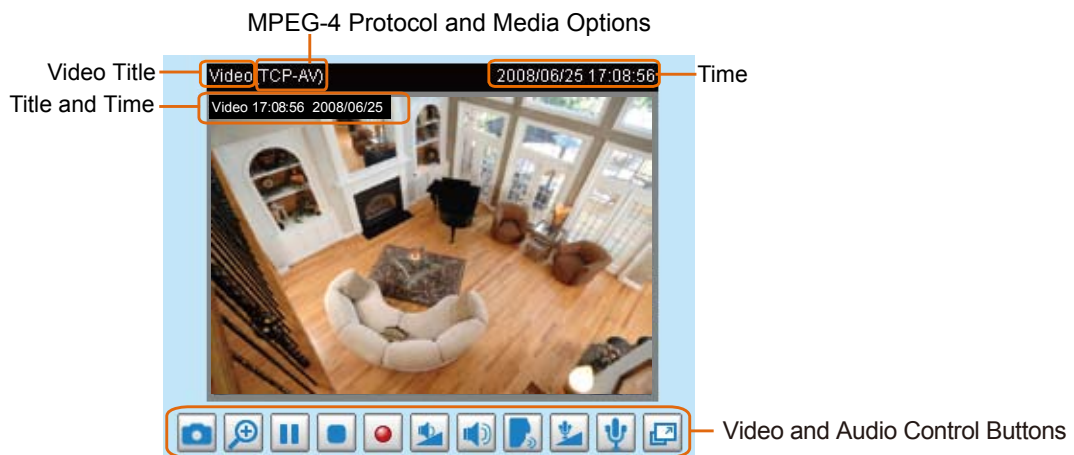 MPEG-4 Protocol and Media Options
Video Title
Video (TCP-AV)
2008/06/25 17:08:56
Time
Title and Time
Video 17:08:56 2008/06/25
Video and Audio Control Buttons